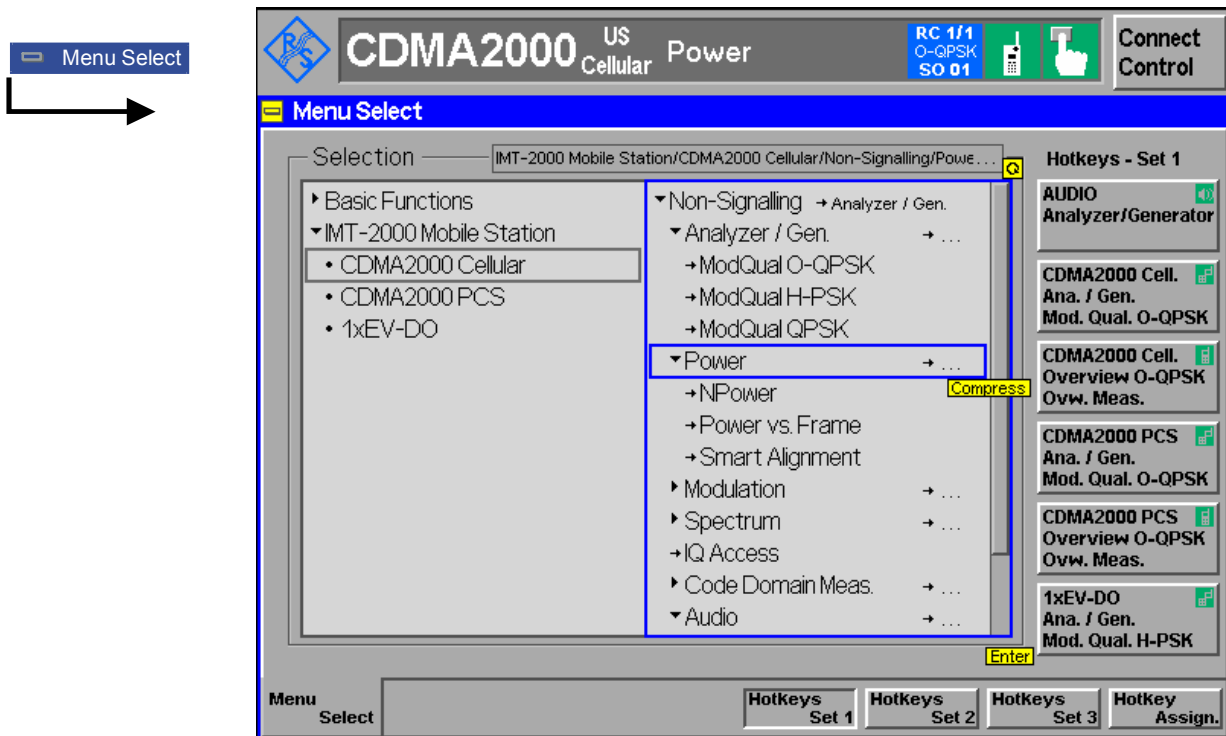 Menu Select
R&S
CDMA2000 US Cellular Power
RC 1/1
O-QPSK
SO 01
Connect
Control
Menu Select
Selection
IMT-2000 Mobile Station/CDMA2000 Cellular/Non-Signalling/Powe...
Basic Functions
IMT-2000 Mobile Station
• CDMA2000 Cellular
• CDMA2000 PCS
• 1xEV-DO
Non-Signalling → Analyzer / Gen.
Analyzer / Gen. → ...
→ModQual O-QPSK
→ModQual H-PSK
→ModQual QPSK
Power → ...
Compress
→NPower
→Power vs. Frame
→Smart Alignment
Modulation → ...
Spectrum → ...
→IQ Access
Code Domain Meas. → ...
Audio → ...
Enter
Hotkeys - Set 1
AUDIO
Analyzer/Generator
CDMA2000 Cell.
Ana. / Gen.
Mod. Qual. O-QPSK
CDMA2000 Cell.
Overview O-QPSK
Ovw. Meas.
CDMA2000 PCS
Ana. / Gen.
Mod. Qual. O-QPSK
CDMA2000 PCS
Overview O-QPSK
Ovw. Meas.
1xEV-DO
Ana. / Gen.
Mod. Qual. H-PSK
Menu
Select
Hotkeys
Set 1
Hotkeys
Set 2
Hotkeys
Set 3
Hotkey
Assign.